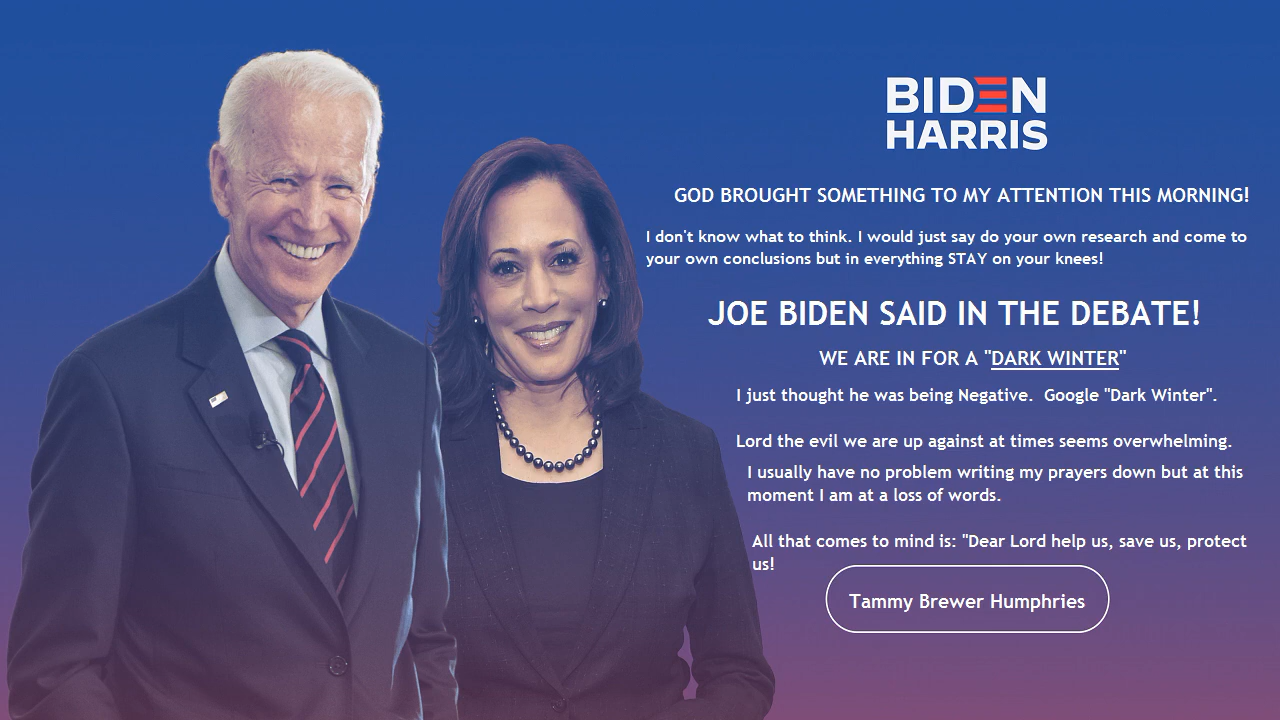 BIDEN
HARRIS
GOD BROUGHT SOMETHING TO MY ATTENTION THIS MORNING!
I don't know what to think. I would just say do your own research and come to
your own conclusions but in everything STAY on your knees!
JOE BIDEN SAID IN THE DEBATE!
WE ARE IN FOR A "DARK WINTER"
I just thought he was being Negative.  Google "Dark Winter".
Lord the evil we are up against at times seems overwhelming.
I usually have no problem writing my prayers down but at this
moment I am at a loss of words.
All that comes to mind is: "Dear Lord help us, save us, protect
us!
Tammy Brewer Humphries